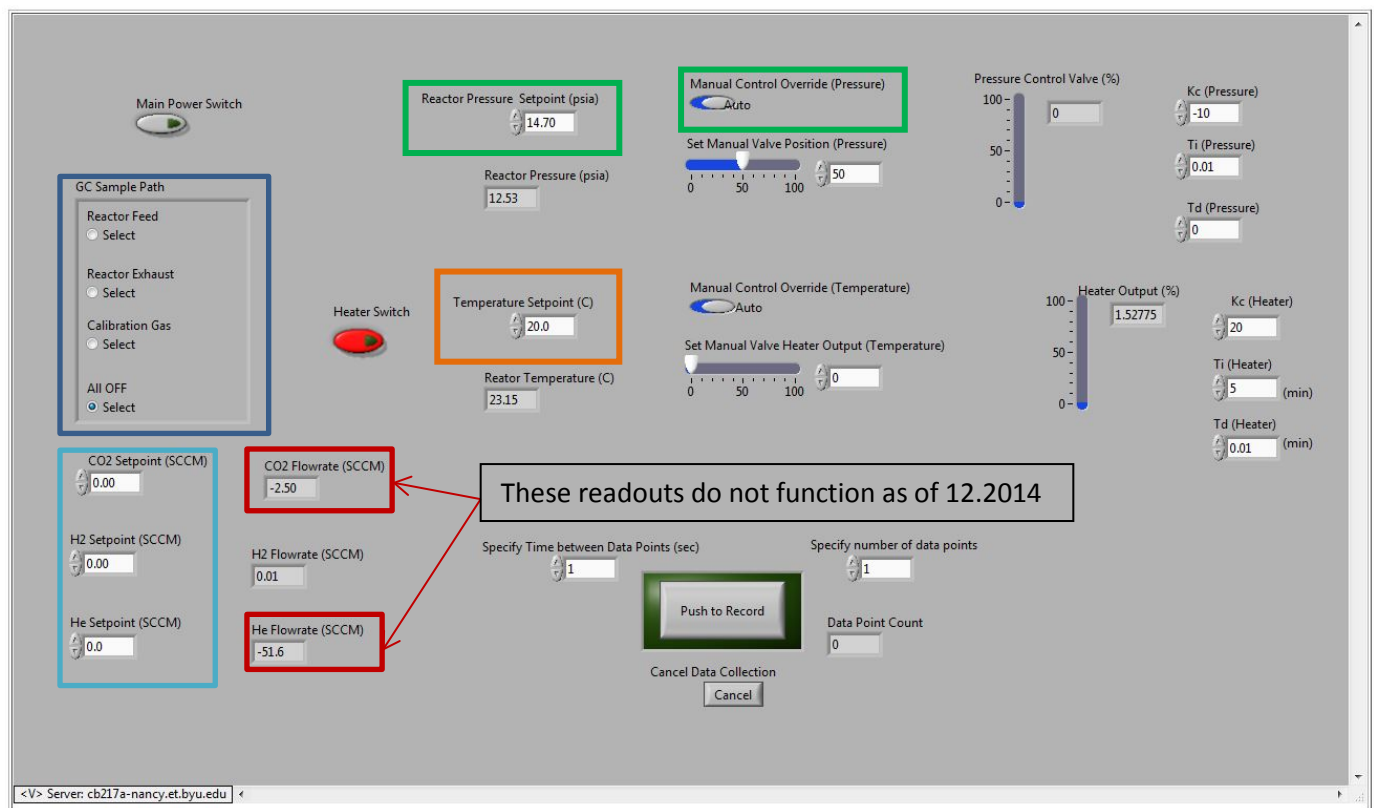 Main Power Switch
Reactor Pressure Setpoint (psia)
14.70
Manual Control Override (Pressure)
Auto
Pressure Control Valve (%)
100
50
0
0
Kc (Pressure)
-10
Set Manual Valve Position (Pressure)
0 50 100
50
Ti (Pressure)
0.01
Reactor Pressure (psia)
12.53
Td (Pressure)
0
GC Sample Path
Reactor Feed
Select
Reactor Exhaust
Select
Calibration Gas
Select
All OFF
Select
Heater Switch
Temperature Setpoint (C)
20.0
Manual Control Override (Temperature)
Auto
Heater Output (%)
100
50
0
1.52775
Kc (Heater)
20
Set Manual Valve Heater Output (Temperature)
0 50 100
0
Ti (Heater)
5 (min)
Reator Temperature (C)
23.15
Td (Heater)
0.01 (min)
CO2 Setpoint (SCCM)
0.00
CO2 Flowrate (SCCM)
-2.50
These readouts do not function as of 12.2014
H2 Setpoint (SCCM)
0.00
H2 Flowrate (SCCM)
0.01
Specify Time between Data Points (sec)
1
Specify number of data points
1
Push to Record
He Setpoint (SCCM)
0.0
He Flowrate (SCCM)
-51.6
Data Point Count
0
Cancel Data Collection
Cancel
<V> Server: cb217a-nancy.et.byu.edu